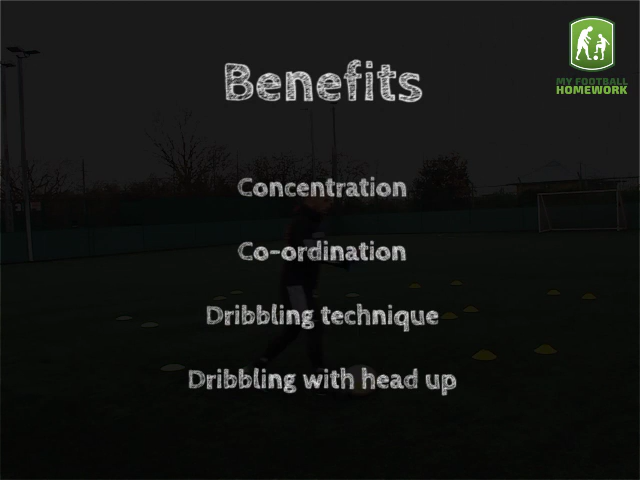 Benefits
MY FOOTBALL
HOMEWORK
Concentration
Co-ordination
Dribbling technique
Dribbling with head up